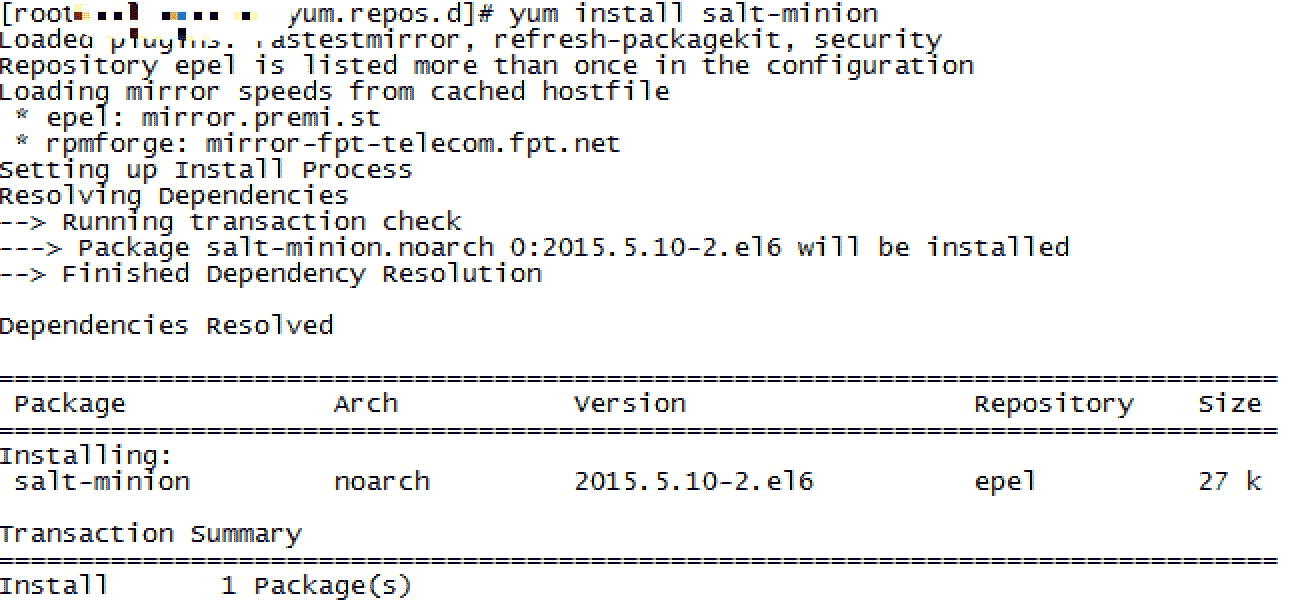 [root yum.repos.d]# yum install salt-minion
Loaded plugins: fastestmirror, refresh-packagekit, security
Repository epel is listed more than once in the configuration
Loading mirror speeds from cached hostfile
 * epel: mirror.premi.st
 * rpmforge: mirror-fpt-telecom.fpt.net
Setting up Install Process
Resolving Dependencies
--> Running transaction check
---> Package salt-minion.noarch 0:2015.5.10-2.el6 will be installed
--> Finished Dependency Resolution
Dependencies Resolved
Package Arch Version Repository Size
Installing:
salt-minion noarch 2015.5.10-2.el6 epel 27 k
Transaction Summary
Install 1 Package(s)